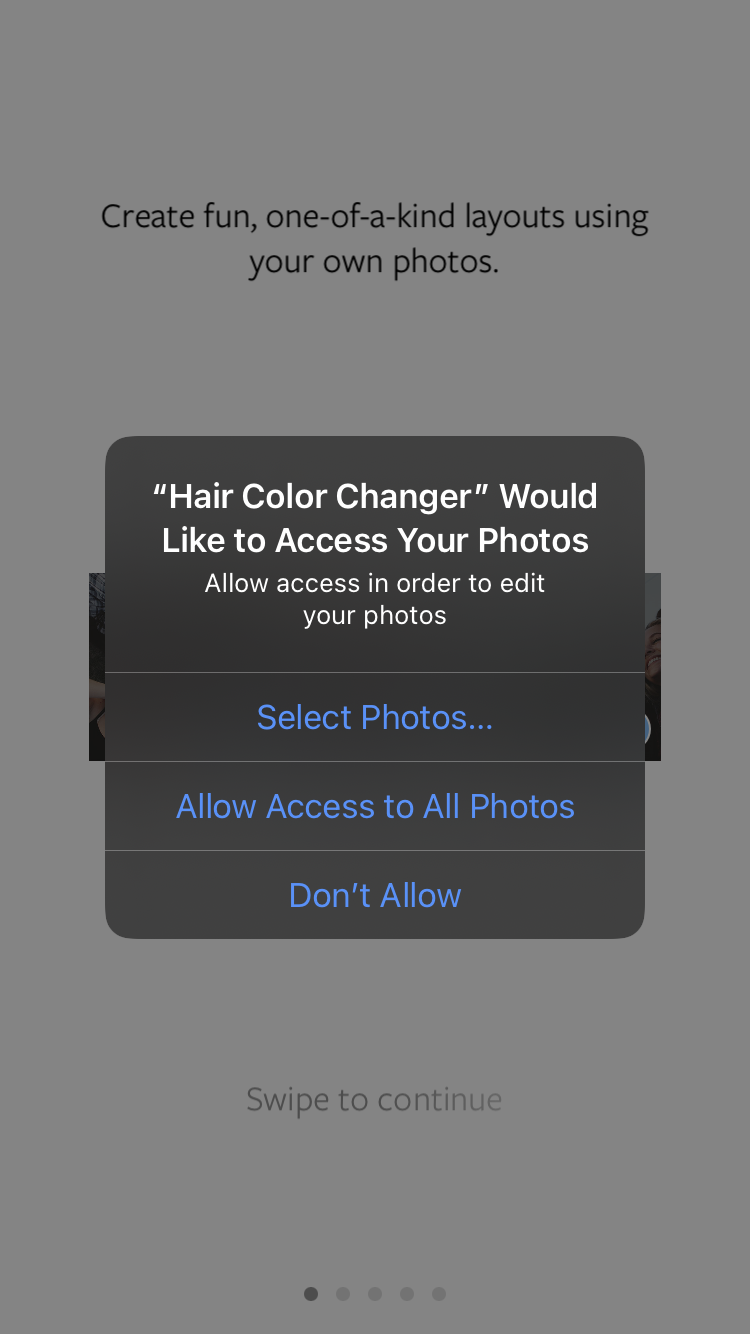 Create fun, one-of-a-kind layouts using
your own photos.
“Hair Color Changer” Would
Like to Access Your Photos
Allow access in order to edit
your photos
Select Photos...
Allow Access to All Photos
Don’t Allow
Swipe to continue